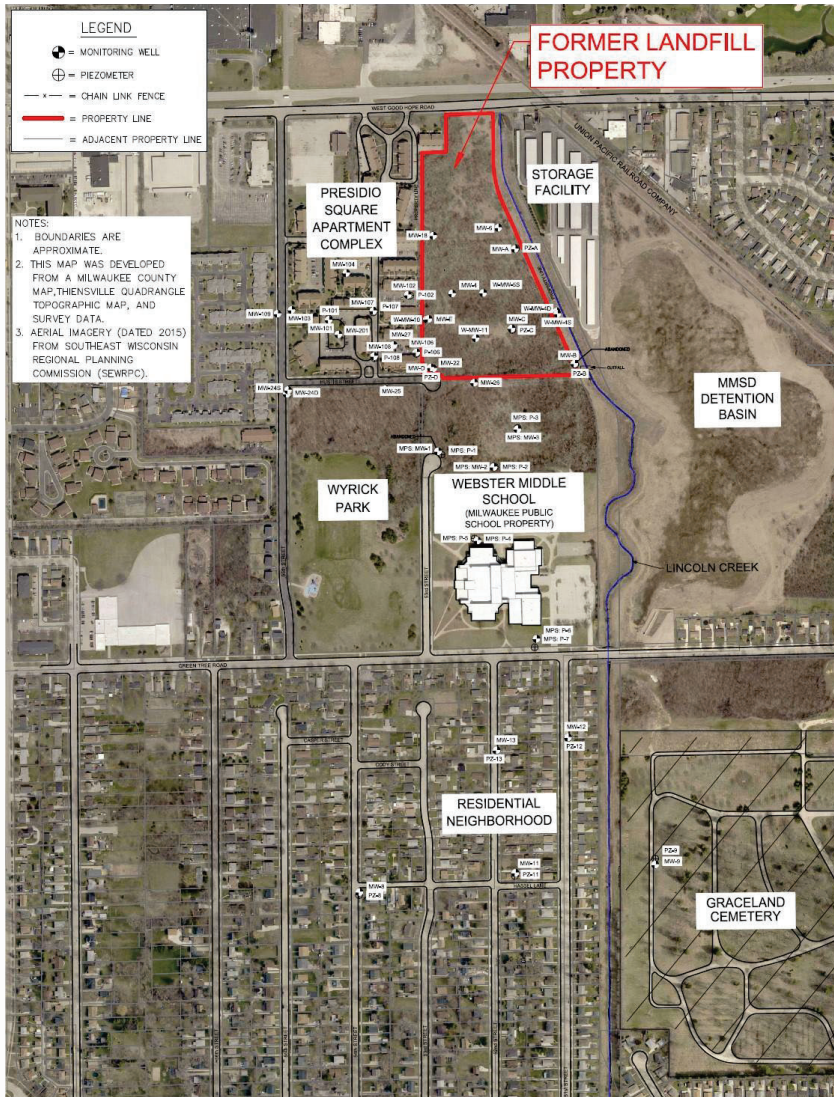 LEGEND
= MONITORING WELL
= PIEZOMETER
— x — = CHAIN LINK FENCE
= PROPERTY LINE
= ADJACENT PROPERTY LINE
NOTES:
1. BOUNDARIES ARE
APPROXIMATE.
2. THIS MAP WAS DEVELOPED
FROM A MILWAUKEE COUNTY
MAP,THIENSVILLE QUADRANGLE
TOPOGRAPHIC MAP, AND
SURVEY DATA.
3. AERIAL IMAGERY (DATED 2015)
FROM SOUTHEAST WISCONSIN
REGIONAL PLANNING
COMMISSION (SEWRPC).
FORMER LANDFILL
PROPERTY
WEST GOOD HOPE ROAD
UNION PACIFIC RAILROAD COMPANY
STORAGE
FACILITY
PRESIDIO
SQUARE
APARTMENT
COMPLEX
MW-6
MW-A
PZ-A
MW-104
MW-102
P-102
MW-4
W-MW-5S
MW-109
MW-103
P-101
MW-101
MW-201
MW-107
P-107
W-MW-10
MW-E
W-MW-4D
W-MW-4S
MW-C
PZ-C
W-MW-11
MW-27
MW-106
P-106
MW-108
P-108
MW-22
MW-D
PZ-D
MW-B
ABANDONED
PZ-B
OUTFALL
MW-24S
MW-24D
MW-25
MW-26
MMSD
DETENTION
BASIN
MPS: P-3
MPS: MW-3
ABANDONED
MPS: MW-1
MPS: P-1
MPS: MW-2
MPS: P-2
WYRICK
PARK
WEBSTER MIDDLE
SCHOOL
(MILWAUKEE PUBLIC
SCHOOL PROPERTY)
MPS: P-5
MPS: P-4
LINCOLN CREEK
MPS: P-6
MPS: P-7
GREEN TREE ROAD
MW-12
PZ-12
MW-13
PZ-13
RESIDENTIAL
NEIGHBORHOOD
MW-11
PZ-11
MW-8
PZ-8
PZ-9
MW-9
GRACELAND
CEMETERY